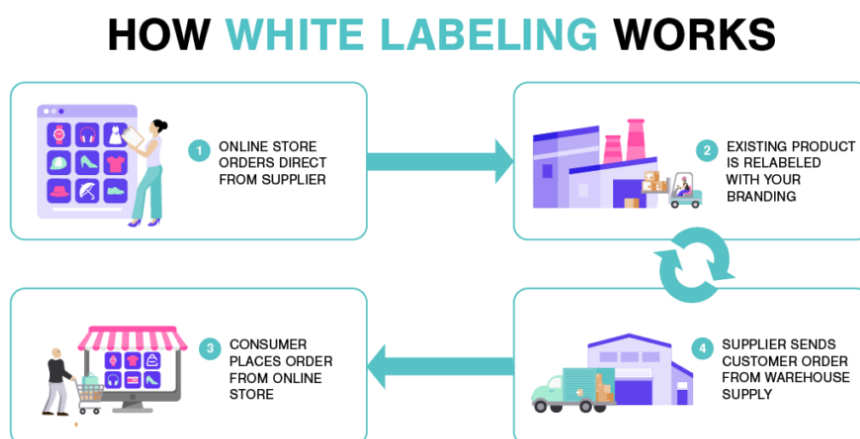 HOW WHITE LABELING WORKS
1
ONLINE STORE
ORDERS DIRECT
FROM SUPPLIER
2
EXISTING PRODUCT
IS RELABELED
WITH YOUR
BRANDING
3
CONSUMER
PLACES ORDER
FROM ONLINE
STORE
4
SUPPLIER SENDS
CUSTOMER ORDER
FROM WAREHOUSE
SUPPLY